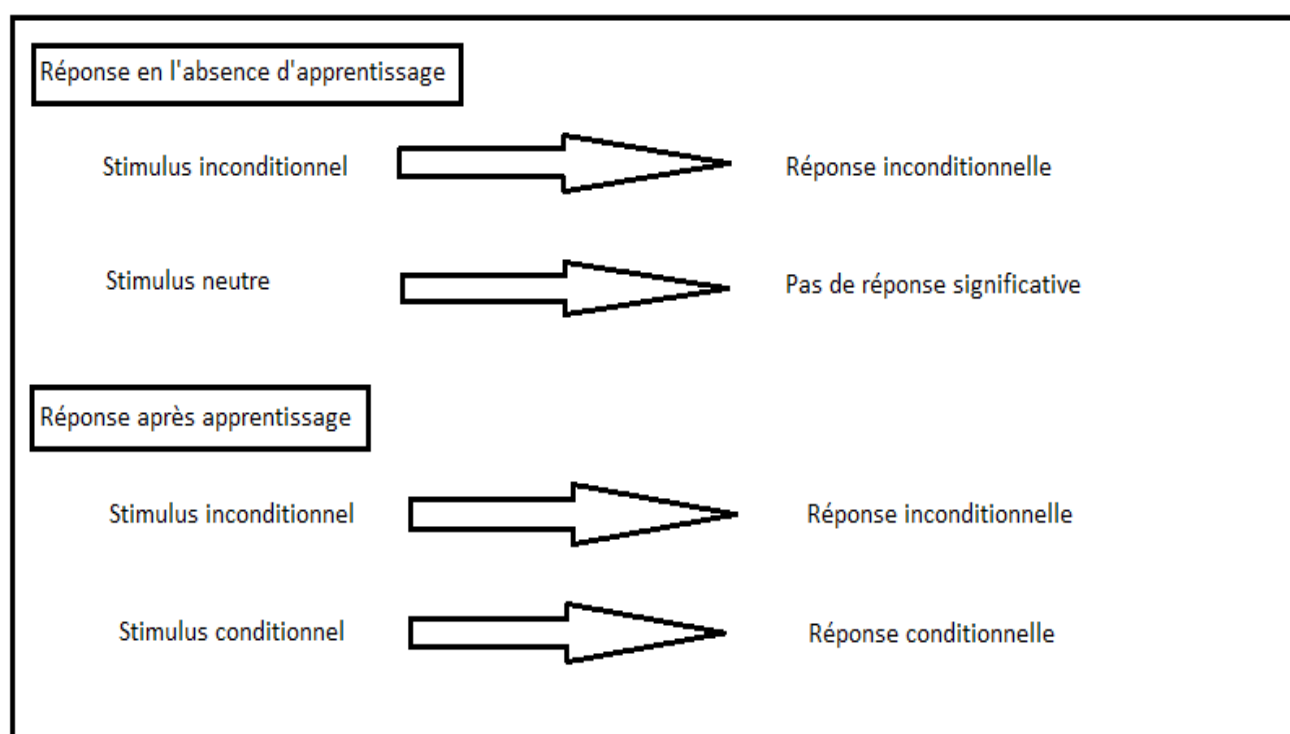 Réponse en l'absence d'apprentissage
Stimulus inconditionnel
Réponse inconditionnelle
Stimulus neutre
Pas de réponse significative
Réponse après apprentissage
Stimulus inconditionnel
Réponse inconditionnelle
Stimulus conditionnel
Réponse conditionnelle